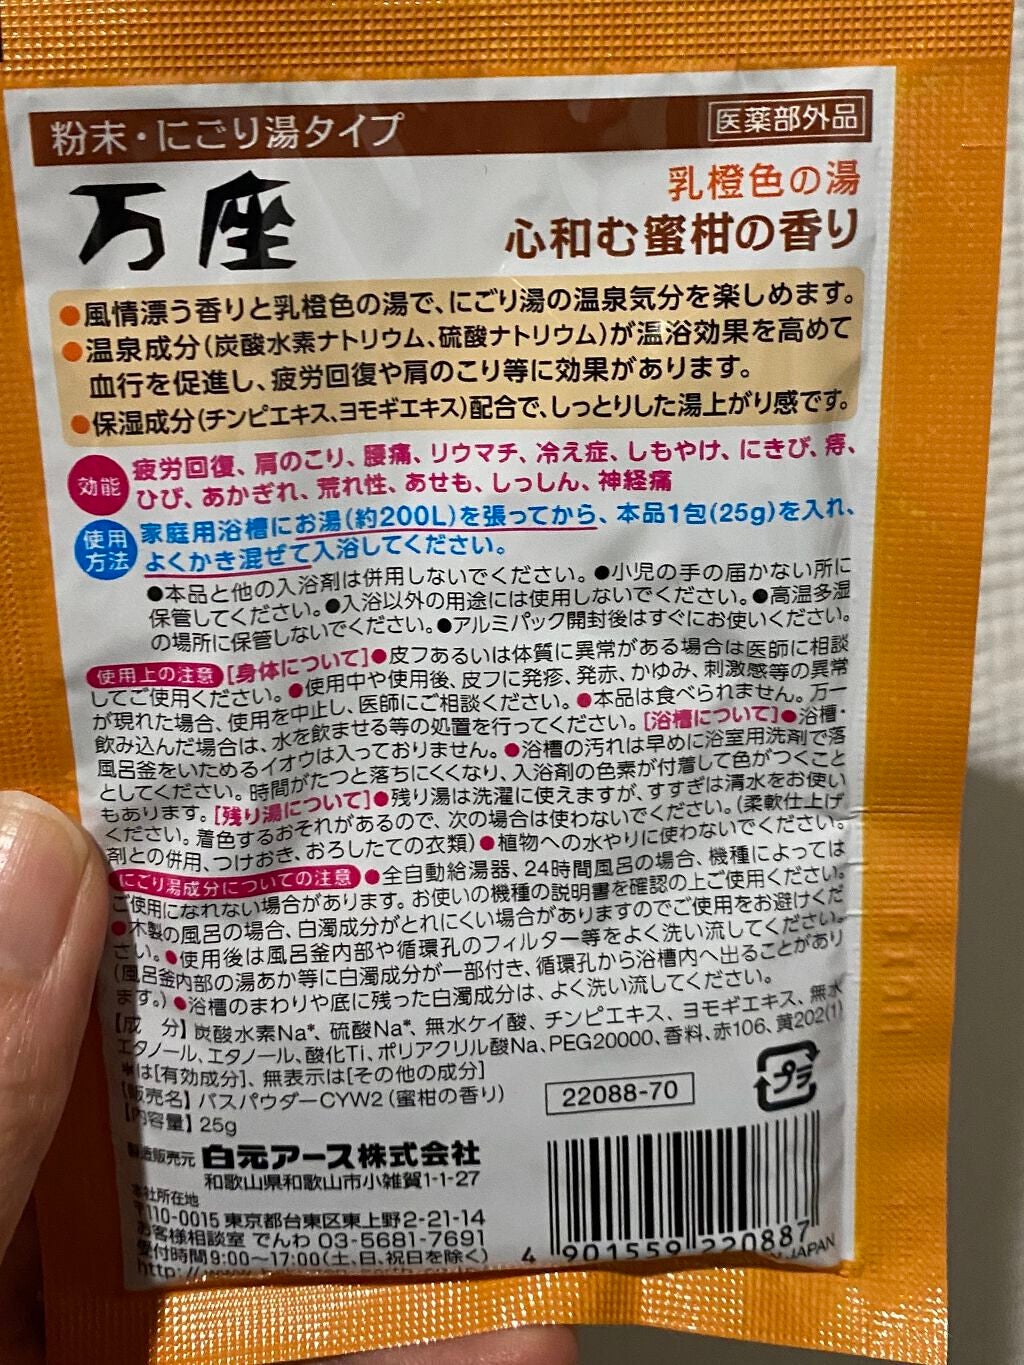 粉末・にごり湯タイプ
医薬部外品
万座
乳橙色の湯
心和む蜜柑の香り
●風情漂う香りと乳橙色の湯で、にごり湯の温泉気分を楽しめます。
●温泉成分(炭酸水素ナトリウム、硫酸ナトリウム)が温浴効果を高めて
血行を促進し、疲労回復や肩のこり等に効果があります。
●保湿成分(チンピエキス、ヨモギエキス)配合で、しっとりした湯上がり感です。
効能
疲労回復、肩のこり、腰痛、リウマチ、冷え症、しもやけ、にきび、痔、
ひび、あかぎれ、荒れ性、あせも、しっしん、神経痛
使用方法
家庭用浴槽にお湯(約200L)を張ってから、本品1包(25g)を入れ、
よくかき混ぜて入浴してください。
●本品と他の入浴剤は併用しないでください。●小児の手の届かない所に
保管してください。●入浴以外の用途には使用しないでください。●高温多湿
の場所に保管しないでください。●アルミパック開封後はすぐにお使いください。
使用上の注意 [身体について]●皮フあるいは体質に異常がある場合は医師に相談
してご使用ください。●使用中や使用後、皮フに発疹、発赤、かゆみ、刺激感等の異常
が現れた場合、使用を中止し、医師にご相談ください。●本品は食べられません。万一
飲み込んだ場合は、水を飲ませる等の処置を行ってください。[浴槽について]●浴槽・
風呂釜をいためるイオウは入っておりません。●浴槽の汚れは早めに浴室用洗剤で落
としてください。時間がたつと落ちにくくなり、入浴剤の色素が付着して色がつくこと
もあります。[残り湯について]●残り湯は洗濯に使えますが、すすぎは清水をお使い
ください。着色するおそれがあるので、次の場合は使わないでください。(柔軟仕上げ
剤との併用、つけおき、おろしたての衣類)●植物への水やりに使わないでください。
にごり湯成分についての注意 ●全自動給湯器、24時間風呂の場合、機種によっては
ご使用になれない場合があります。お使いの機種の説明書を確認の上ご使用ください。
●木製の風呂の場合、白濁成分がとれにくい場合がありますのでご使用をお避けくだ
さい。●使用後は風呂釜内部や循環孔のフィルター等をよく洗い流してください。
(風呂釜内部の湯あか等に白濁成分が一部付き、循環孔から浴槽内へ出ることがあり
ます。)●浴槽のまわりや底に残った白濁成分は、よく洗い流してください。
【成 分】炭酸水素Na*、硫酸Na*、無水ケイ酸、チンピエキス、ヨモギエキス、無水
エタノール、エタノール、酸化Ti、ポリアクリル酸Na、PEG20000、香料、赤106、黄202(1)
*は[有効成分]、無表示は[その他の成分]
【販売名】バスパウダーCYW2(蜜柑の香り)
【内容量】25g
22088-70
プラ
製造販売元 白元アース株式会社
和歌山県和歌山市小雑賀1-1-27
本社所在地
〒110-0015 東京都台東区東上野2-21-14
お客様相談室 でんわ 03-5681-7691
受付時間9:00〜17:00(土、日、祝日を除く)
4 901559 220887
JAPAN